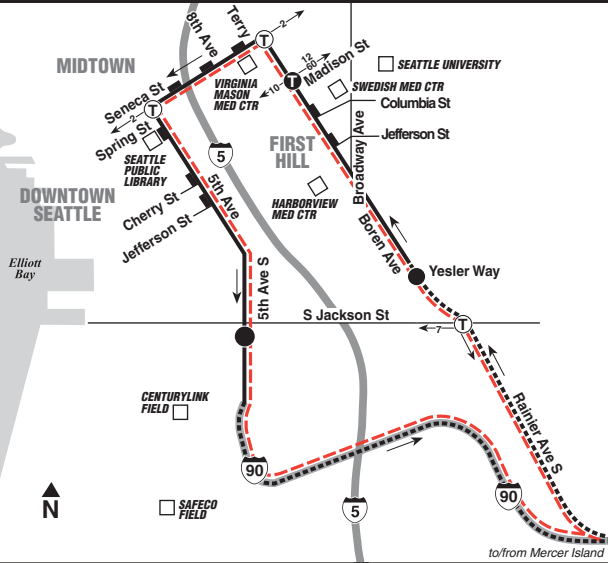 Terry
8th Ave
2
MIDTOWN
T
12
60
Madison St
SEATTLE UNIVERSITY
VIRGINIA
MASON
MED CTR
T
10
SWEDISH MED CTR
Seneca St
Columbia St
T
2
Spring St
Jefferson St
SEATTLE
PUBLIC
LIBRARY
5
FIRST
HILL
Broadway Ave
5th Ave
DOWNTOWN
SEATTLE
Cherry St
HARBORVIEW
MED CTR
Jefferson St
Boren Ave
Elliott
Bay
5th Ave S
Yesler Way
S Jackson St
7
T
CENTURYLINK
FIELD
Rainier Ave S
90
90
N
SAFECO
FIELD
5
to/from Mercer Island